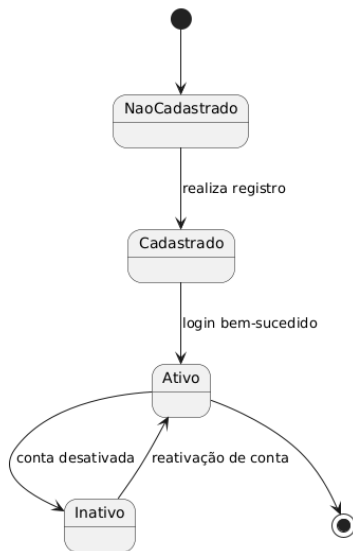 NaoCadastrado
realiza registro
Cadastrado
login bem-sucedido
Ativo
conta desativada
reativação de conta
Inativo